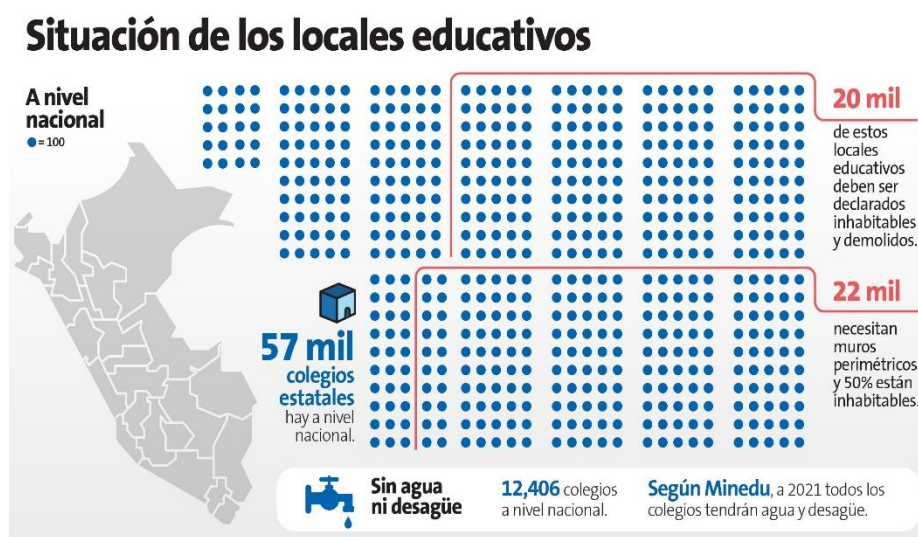 Situación de los locales educativos
A nivel
nacional
= 100
20 mil
de estos
locales
educativos
deben ser
declarados
inhabitables
y demolidos.
22 mil
necesitan
muros
perimétricos
y 50% están
inhabitables.
57 mil
colegios
estatales
hay a nivel
nacional.
Sin agua
ni desagüe
12,406 colegios
a nivel nacional.
Según Minedu, a 2021 todos los
colegios tendrán agua y desagüe.